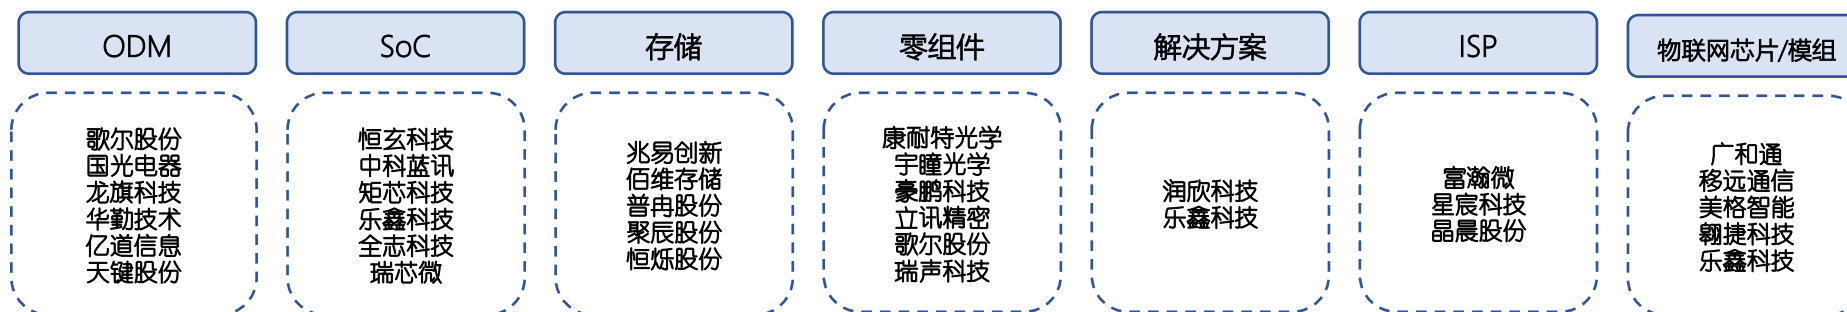 ODM
歌尔股份
国光电器
龙旗科技
华勤技术
亿道信息
天键股份
SoC
恒玄科技
中科蓝讯
炬芯科技
乐鑫科技
全志科技
瑞芯微
存储
兆易创新
佰维存储
普冉股份
聚辰股份
恒烁股份
零组件
康耐特光学
宇瞳光学
豪鹏科技
立讯精密
歌尔股份
瑞声科技
解决方案
润欣科技
乐鑫科技
ISP
富瀚微
星宸科技
晶晨股份
物联网芯片/模组
广和通
移远通信
美格智能
翱捷科技
乐鑫科技